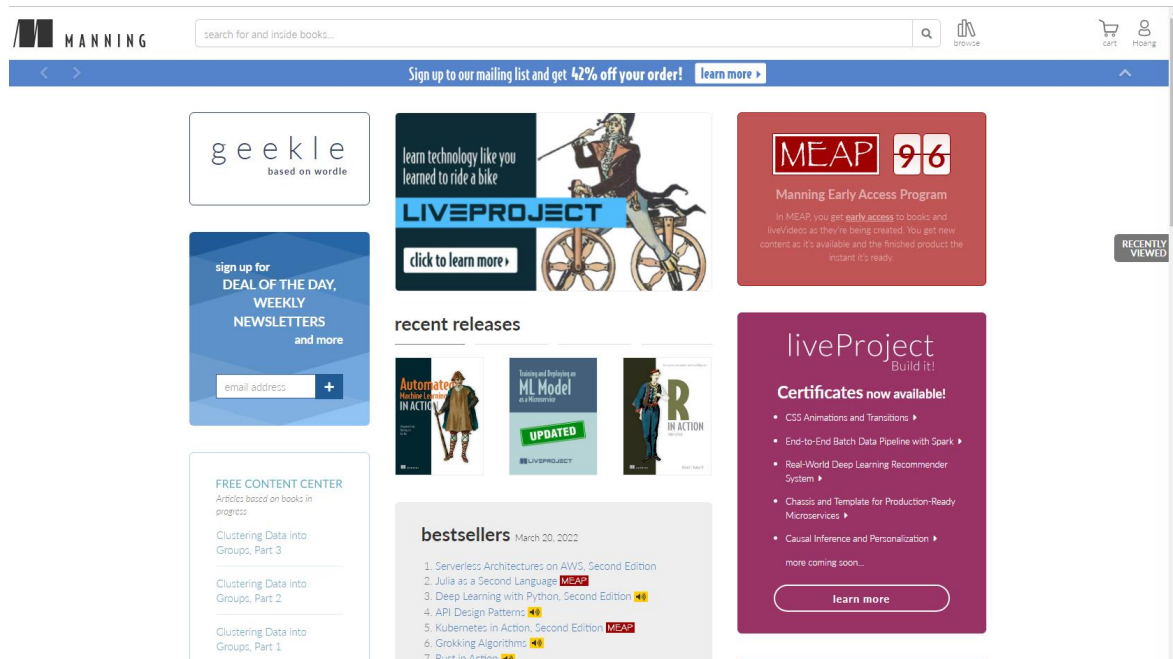 MANNING
search for and inside books...
browse
cart
Hoang
Sign up to our mailing list and get 42% off your order! learn more
geekle
based on wordle
sign up for
DEAL OF THE DAY,
WEEKLY
NEWSLETTERS
and more
email address
+
FREE CONTENT CENTER
Articles based on books in
progress
Clustering Data into
Groups, Part 3
Clustering Data into
Groups, Part 2
Clustering Data into
Groups, Part 1
learn technology like you
learned to ride a bike
LIVEPROJECT
click to learn more
recent releases
Automated
Machine Learning
IN ACTION
Training and Deploying an
ML Model
as a Microservice
UPDATED
LIVEPROJECT
R
IN ACTION
bestsellers March 20, 2022
1. Serverless Architectures on AWS, Second Edition
2. Julia as a Second Language MEAP
3. Deep Learning with Python, Second Edition
4. API Design Patterns
5. Kubernetes in Action, Second Edition MEAP
6. Grokking Algorithms
7. Rust in Action
MEAP 96
Manning Early Access Program
In MEAP, you get early access to books and
liveVideos as they're being created. You get new
content as it's available and the finished product the
instant it's ready.
RECENTLY
VIEWED
liveProject
Build it!
Certificates now available!
• CSS Animations and Transitions
• End-to-End Batch Data Pipeline with Spark
• Real-World Deep Learning Recommender
System
• Chassis and Template for Production-Ready
Microservices
• Causal Inference and Personalization
more coming soon...
learn more